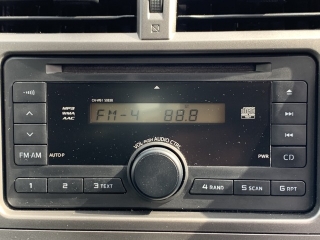 MP3
WMA
AAC
FM-4 88.8
VOL PUSH AUDIO CTRL
FM AM
AUTO·P
PWR
CD
1 2 3 TEXT 4 RAND 5 SCAN 6 RPT